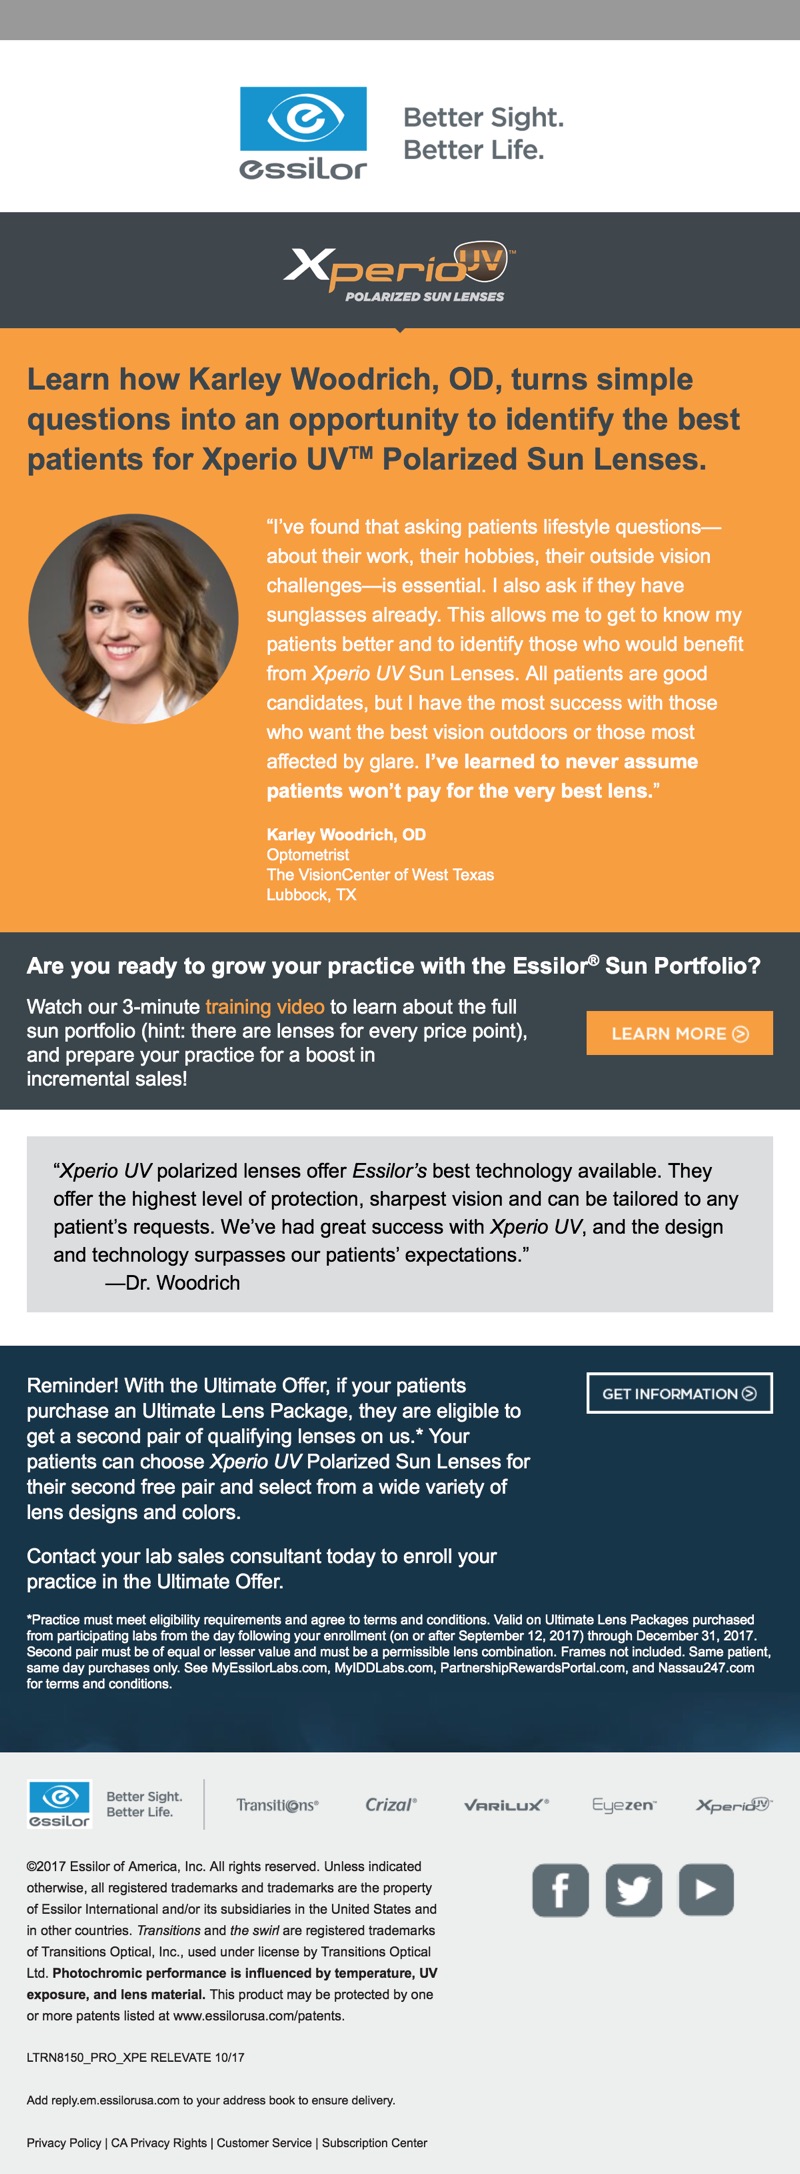 essilor
Better Sight.
Better Life.
XperioUV™
POLARIZED SUN LENSES
Learn how Karley Woodrich, OD, turns simple
questions into an opportunity to identify the best
patients for Xperio UV™ Polarized Sun Lenses.
“I’ve found that asking patients lifestyle questions—
about their work, their hobbies, their outside vision
challenges—is essential. I also ask if they have
sunglasses already. This allows me to get to know my
patients better and to identify those who would benefit
from Xperio UV Sun Lenses. All patients are good
candidates, but I have the most success with those
who want the best vision outdoors or those most
affected by glare. I’ve learned to never assume
patients won’t pay for the very best lens.”
Karley Woodrich, OD
Optometrist
The VisionCenter of West Texas
Lubbock, TX
Are you ready to grow your practice with the Essilor® Sun Portfolio?
Watch our 3-minute training video to learn about the full
sun portfolio (hint: there are lenses for every price point),
and prepare your practice for a boost in
incremental sales!
LEARN MORE
“Xperio UV polarized lenses offer Essilor’s best technology available. They
offer the highest level of protection, sharpest vision and can be tailored to any
patient’s requests. We’ve had great success with Xperio UV, and the design
and technology surpasses our patients’ expectations.”
—Dr. Woodrich
Reminder! With the Ultimate Offer, if your patients
purchase an Ultimate Lens Package, they are eligible to
get a second pair of qualifying lenses on us.* Your
patients can choose Xperio UV Polarized Sun Lenses for
their second free pair and select from a wide variety of
lens designs and colors.
GET INFORMATION
Contact your lab sales consultant today to enroll your
practice in the Ultimate Offer.
*Practice must meet eligibility requirements and agree to terms and conditions. Valid on Ultimate Lens Packages purchased
from participating labs from the day following your enrollment (on or after September 12, 2017) through December 31, 2017.
Second pair must be of equal or lesser value and must be a permissible lens combination. Frames not included. Same patient,
same day purchases only. See MyEssilorLabs.com, MyIDDLabs.com, PartnershipRewardsPortal.com, and Nassau247.com
for terms and conditions.
essilor
Better Sight.
Better Life.
Transitions®
Crizal®
VARILUX®
Eyezen™
XperioUV™
©2017 Essilor of America, Inc. All rights reserved. Unless indicated
otherwise, all registered trademarks and trademarks are the property
of Essilor International and/or its subsidiaries in the United States and
in other countries. Transitions and the swirl are registered trademarks
of Transitions Optical, Inc., used under license by Transitions Optical
Ltd. Photochromic performance is influenced by temperature, UV
exposure, and lens material. This product may be protected by one
or more patents listed at www.essilorusa.com/patents.
LTRN8150_PRO_XPE RELEVATE 10/17
Add reply.em.essilorusa.com to your address book to ensure delivery.
Privacy Policy | CA Privacy Rights | Customer Service | Subscription Center